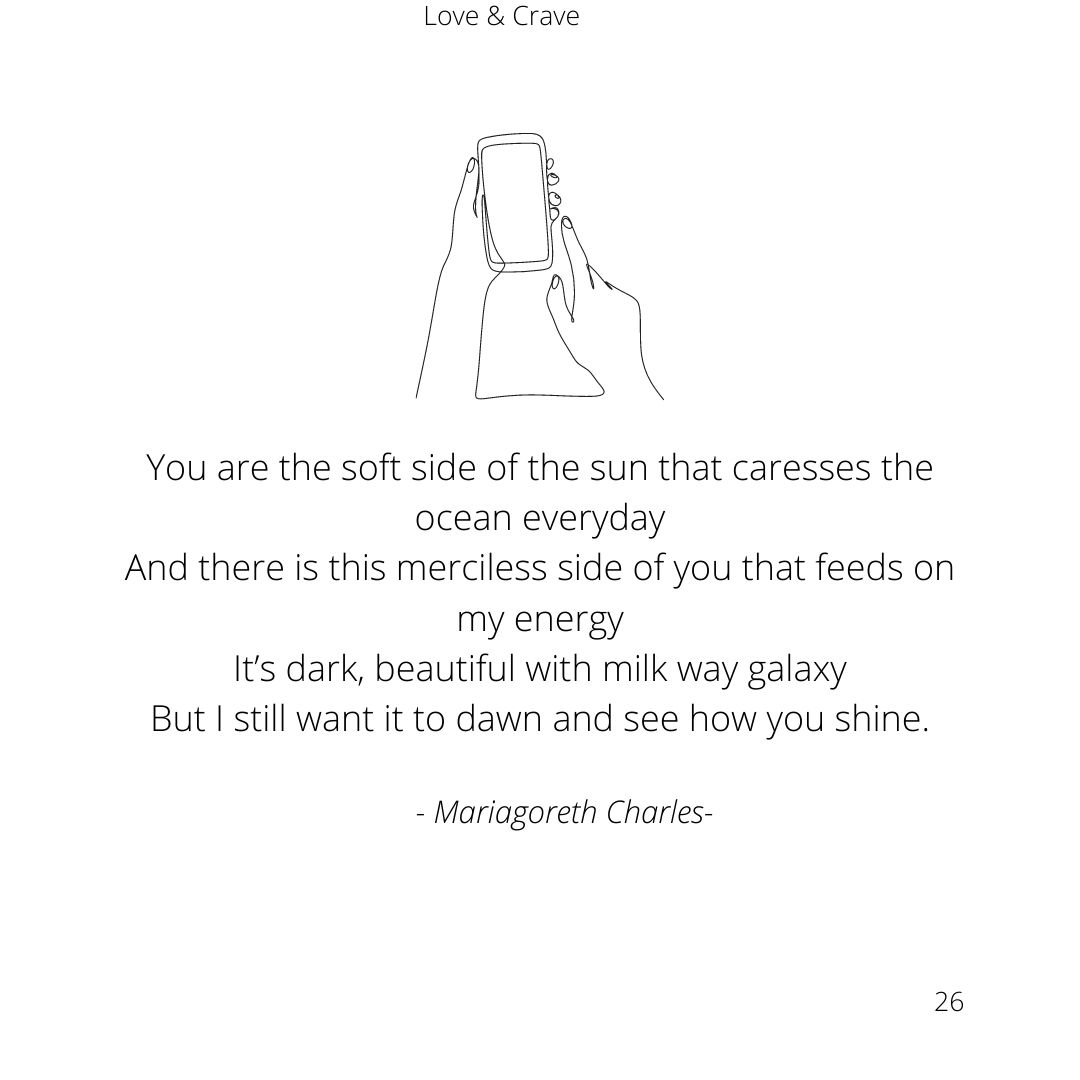 Love & Crave
You are the soft side of the sun that caresses the
ocean everyday
And there is this merciless side of you that feeds on
my energy
It’s dark, beautiful with milk way galaxy
But I still want it to dawn and see how you shine.
- Mariagoreth Charles-
26